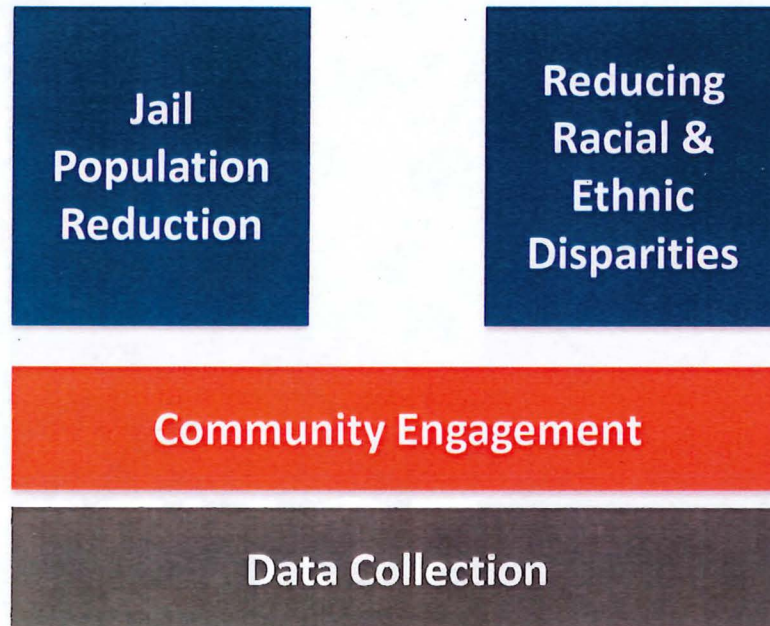 Jail
Population
Reduction
Reducing
Racial &
Ethnic
Disparities
Community Engagement
Data Collection